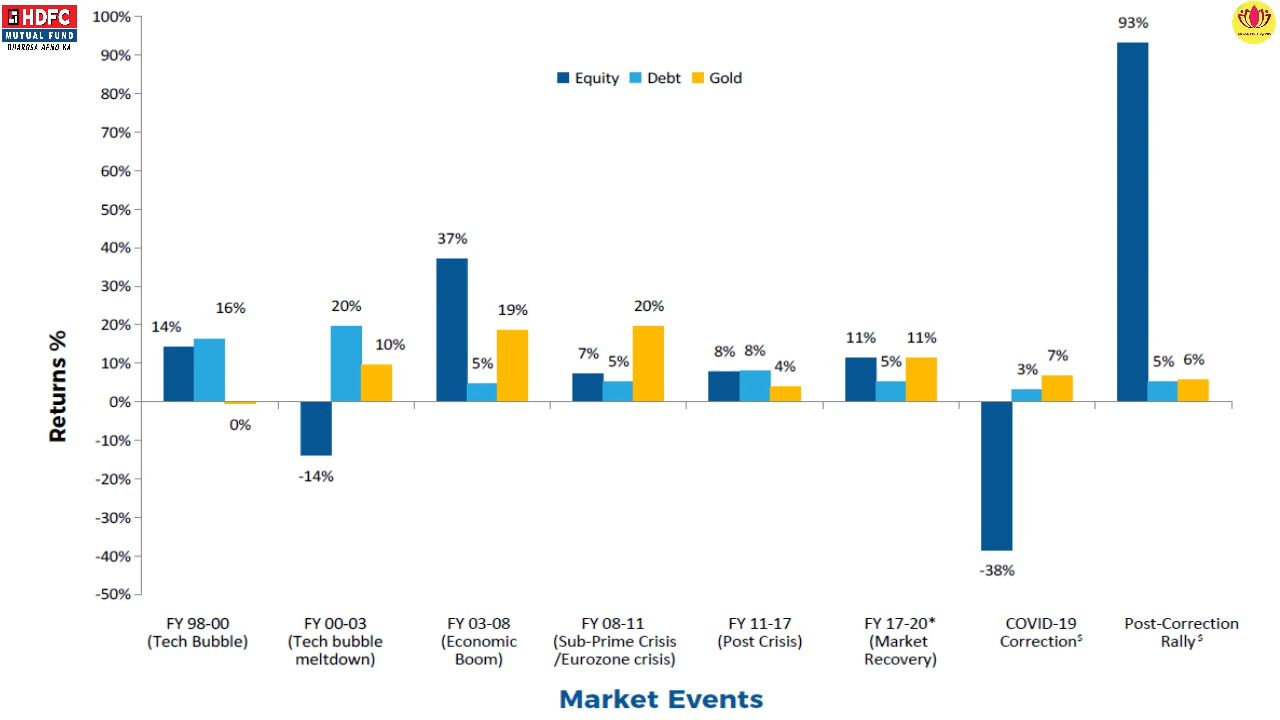 HDFC
MUTUAL FUND
BHAROSA APNO KA
100%
90%
80%
70%
60%
50%
40%
30%
20%
10%
0%
-10%
-20%
-30%
-40%
-50%
Returns %
Equity Debt Gold
14% 16% 0%
-14% 20% 10%
37% 5% 19%
7% 5% 20%
8% 8% 4%
11% 5% 11%
-38% 3% 7%
93% 5% 6%
FY 98-00
(Tech Bubble)
FY 00-03
(Tech bubble
meltdown)
FY 03-08
(Economic
Boom)
FY 08-11
(Sub-Prime Crisis
/Eurozone crisis)
FY 11-17
(Post Crisis)
FY 17-20*
(Market
Recovery)
COVID-19
Correction$
Post-Correction
Rally $
Market Events